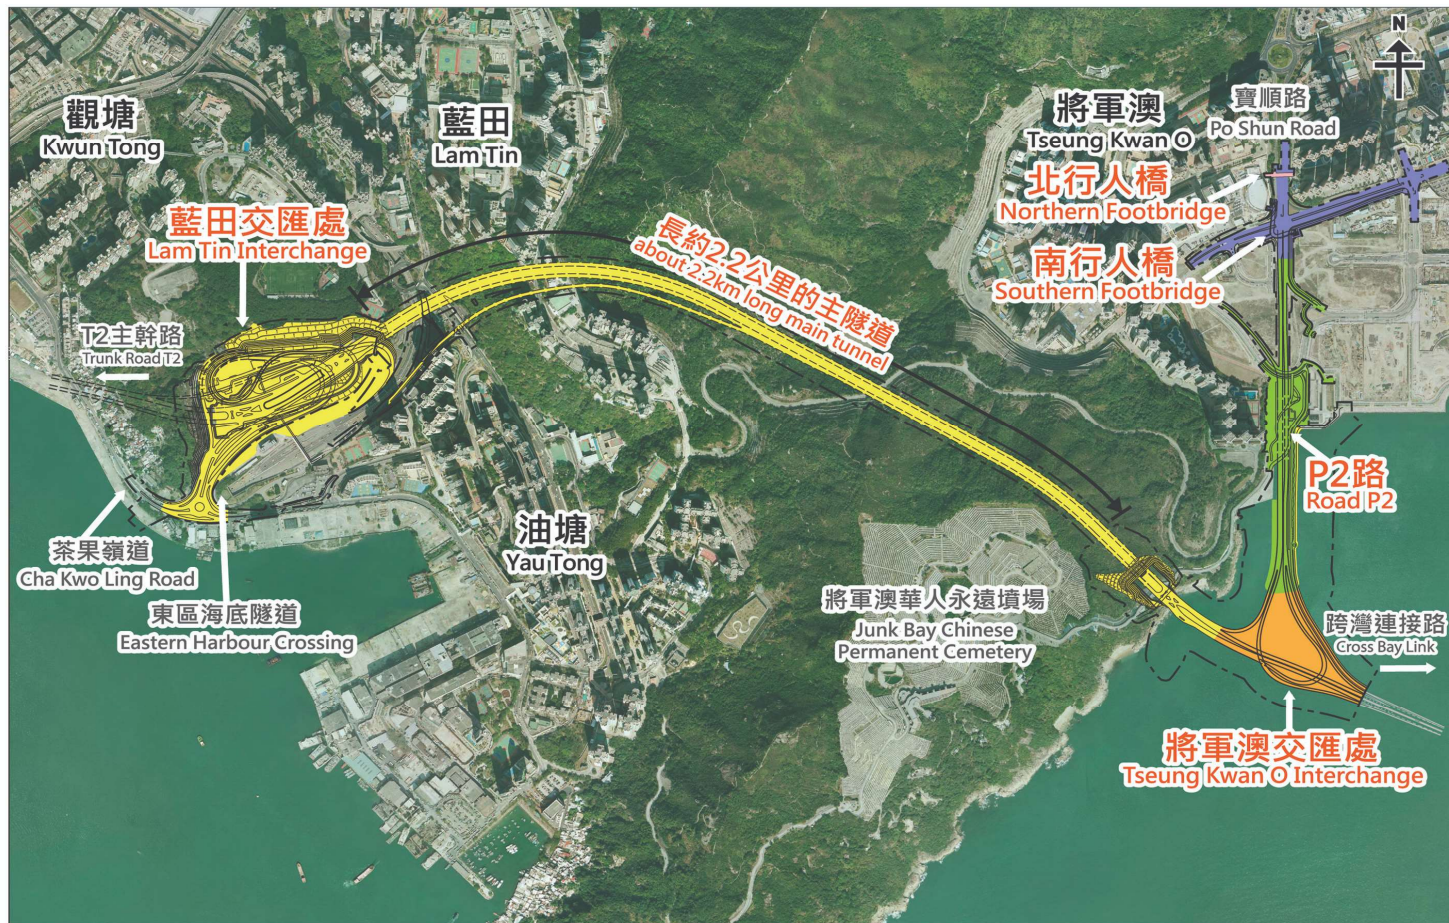 N
觀塘
Kwun Tong
藍田
Lam Tin
將軍澳
Tseung Kwan O
寶順路
Po Shun Road
北行人橋
Northern Footbridge
南行人橋
Southern Footbridge
藍田交匯處
Lam Tin Interchange
長約2.2公里的主隧道
about 2.2km long main tunnel
T2主幹路
Trunk Road T2
P2路
Road P2
茶果嶺道
Cha Kwo Ling Road
東區海底隧道
Eastern Harbour Crossing
油塘
Yau Tong
將軍澳華人永遠墳場
Junk Bay Chinese
Permanent Cemetery
跨灣連接路
Cross Bay Link
將軍澳交匯處
Tseung Kwan O Interchange